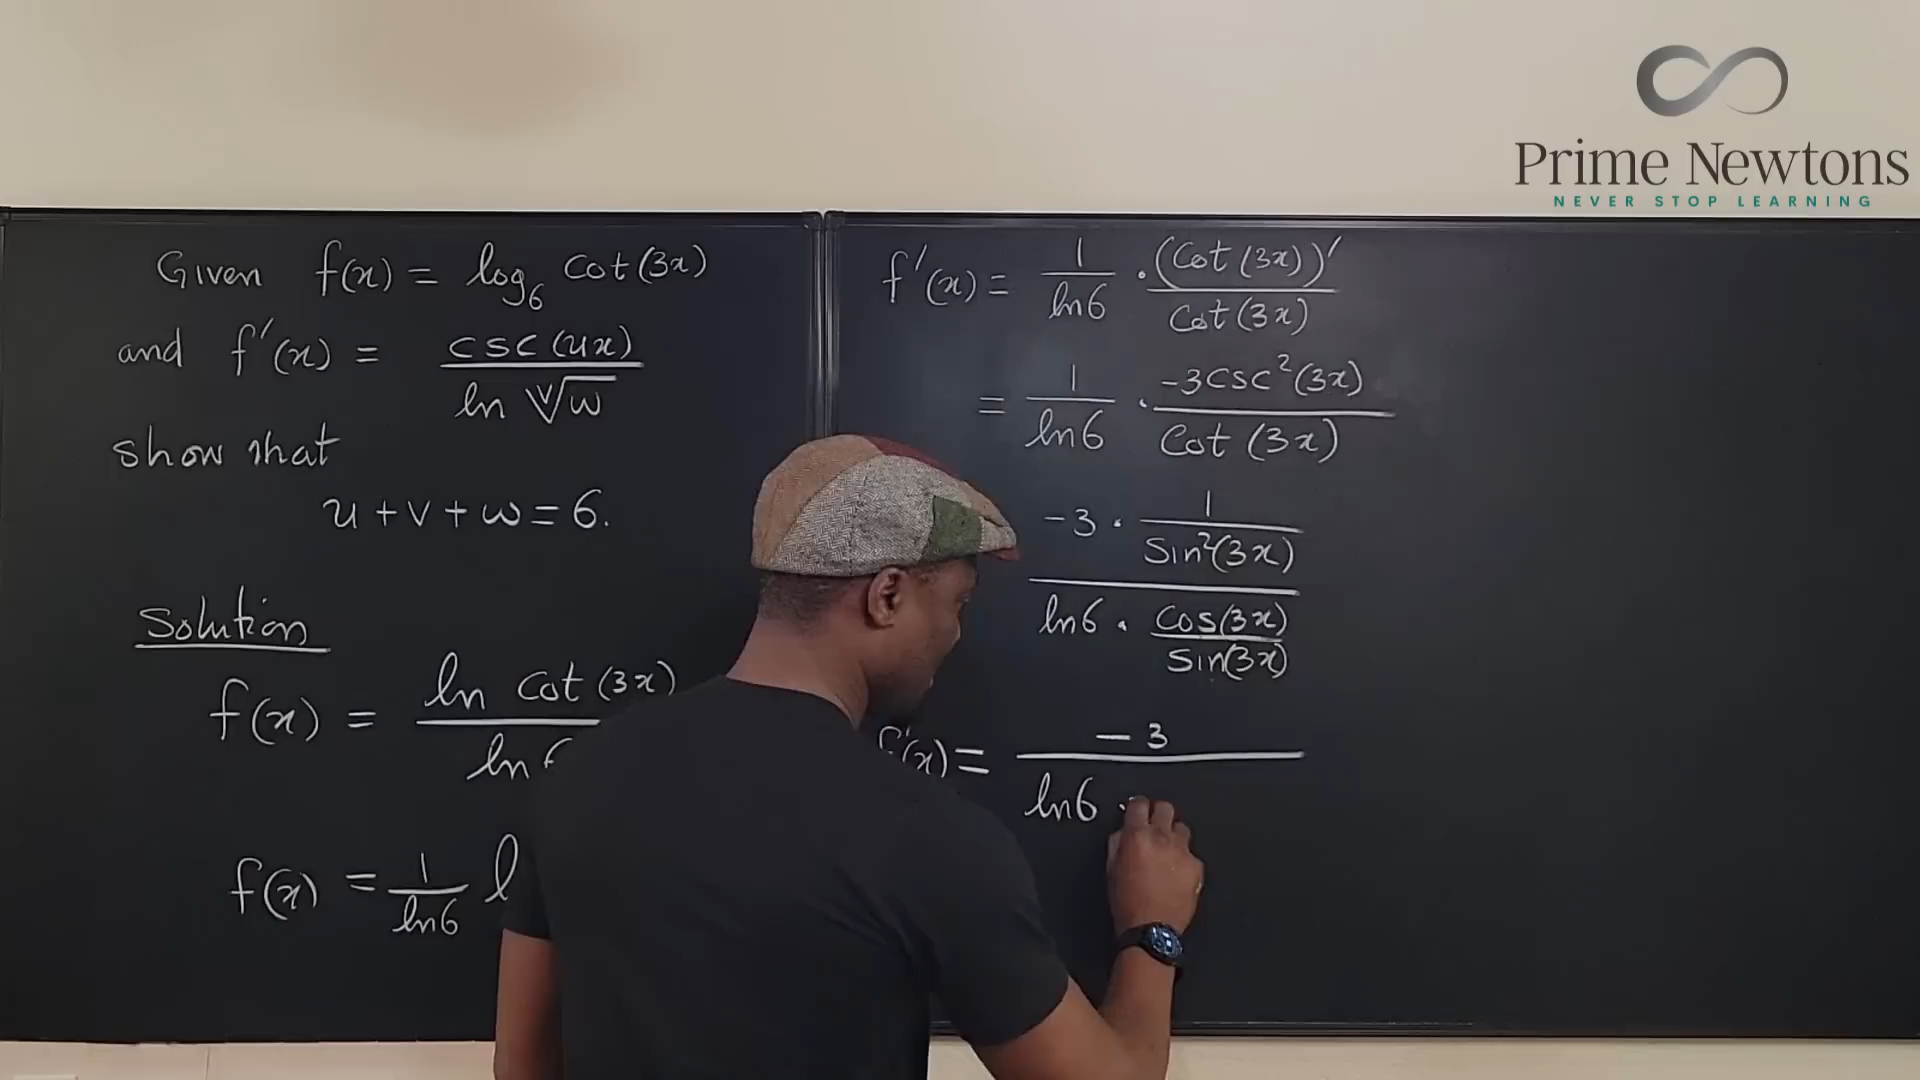 Prime Newtons
NEVER STOP LEARNING
Given f(x) = log₆ Cot(3x)
and f'(x) = csc(ux) / ln ᵛ√w
show that
u + v + w = 6.
Solution
f(x) = ln cot(3x) / ln 6
f(x) = 1/ln6 l
f'(x) = 1/ln6 · (Cot(3x))' / Cot(3x)
= 1/ln6 · -3csc²(3x) / Cot(3x)
-3 · 1/Sin²(3x)
ln6 · Cos(3x)/Sin(3x)
f'(x) = -3 / ln6 ·